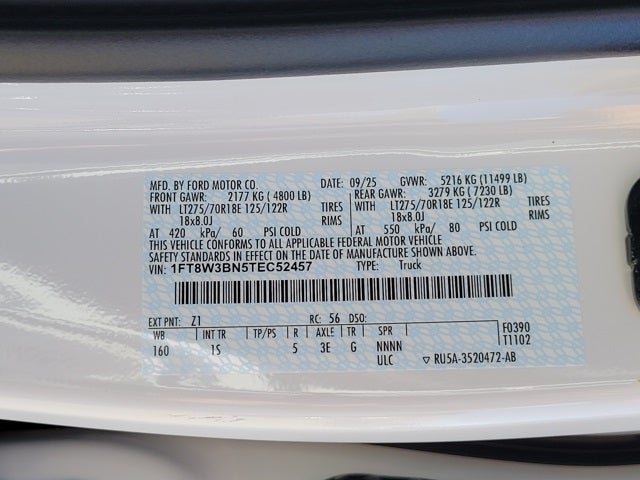 MFD. BY FORD MOTOR CO. DATE: 09/25 GVWR: 5216 KG (11499 LB)
FRONT GAWR: 2177 KG ( 4800 LB) REAR GAWR: 3279 KG ( 7230 LB)
WITH LT275/70R18E 125/122R TIRES WITH LT275/70R18E 125/122R TIRES
18x8.0J RIMS 18x8.0J RIMS
AT 420 kPa/ 60 PSI COLD AT 550 kPa/ 80 PSI COLD
THIS VEHICLE CONFORMS TO ALL APPLICABLE FEDERAL MOTOR VEHICLE
SAFETY STANDARDS IN EFFECT ON THE DATE OF MANUFACTURE SHOWN ABOVE.
VIN: 1FT8W3BN5TEC52457 TYPE: Truck
EXT PNT: Z1 RC: 56 DSO: F0390
WB INT TR TP/PS R AXLE TR SPR T1102
160 1S 5 3E G NNNN
ULC ▽ RU5A-3520472-AB